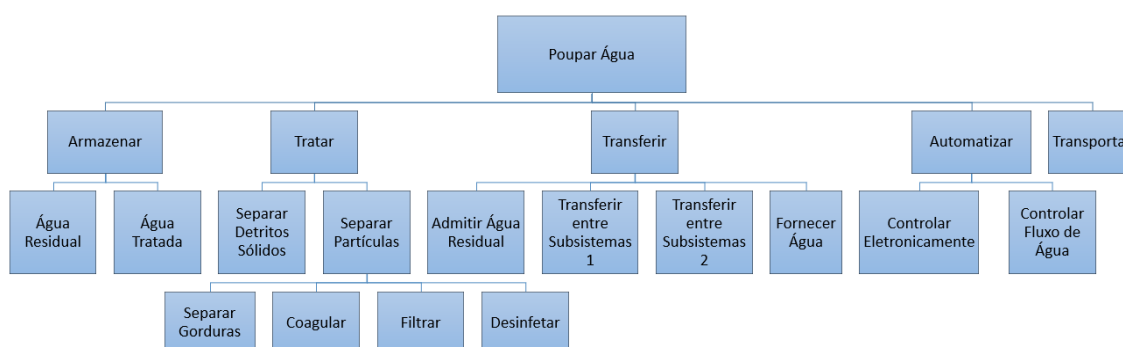 Poupar Água
Armazenar
Tratar
Transferir
Automatizar
Transporta
Água
Residual
Água
Tratada
Separar
Detritos
Sólidos
Separar
Partículas
Admitir Água
Residual
Transferir
entre
Subsistemas
1
Transferir
entre
Subsistemas
2
Fornecer
Água
Controlar
Eletronicamente
Controlar
Fluxo de
Água
Separar
Gorduras
Coagular
Filtrar
Desinfetar